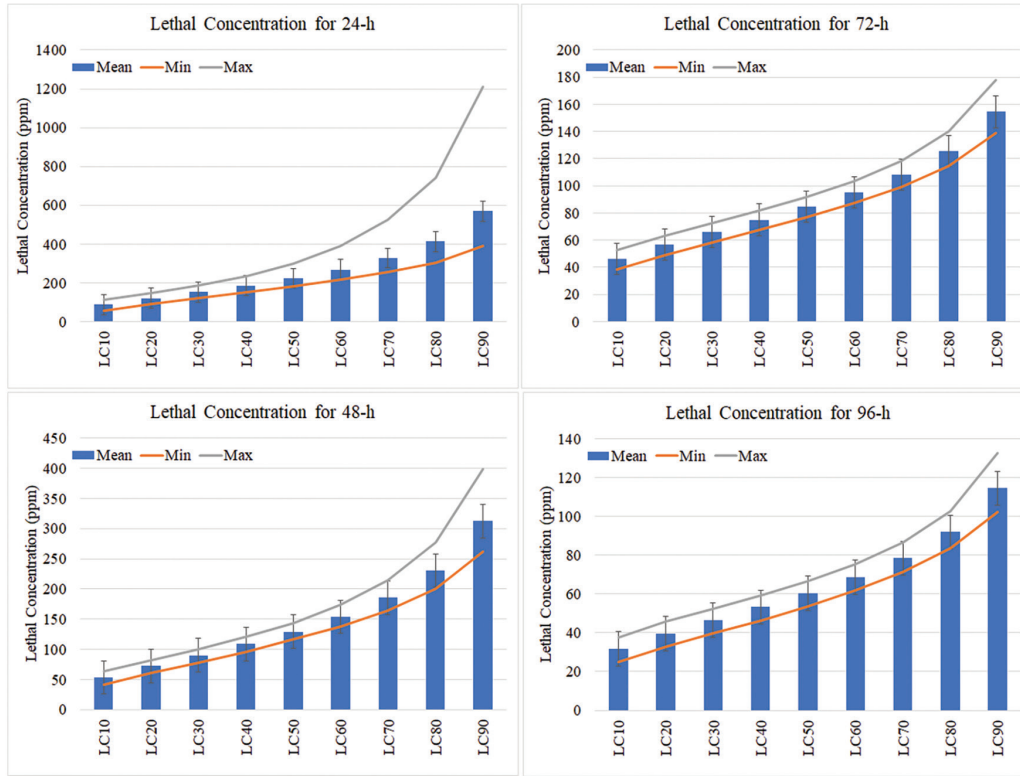 Lethal Concentration for 24-h
Lethal Concentration (ppm)
1400
1200
1000
800
600
400
200
0
Mean Min Max
LC10 LC20 LC30 LC40 LC50 LC60 LC70 LC80 LC90
Lethal Concentration for 72-h
Lethal Concentration (ppm)
200
180
160
140
120
100
80
60
40
20
0
Mean Min Max
LC10 LC20 LC30 LC40 LC50 LC60 LC70 LC80 LC90
Lethal Concentration for 48-h
Lethal Concentration (ppm)
450
400
350
300
250
200
150
100
50
0
Mean Min Max
LC10 LC20 LC30 LC40 LC50 LC60 LC70 LC80 LC90
Lethal Concentration for 96-h
Lethal Concentration (ppm)
140
120
100
80
60
40
20
0
Mean Min Max
LC10 LC20 LC30 LC40 LC50 LC60 LC70 LC80 LC90